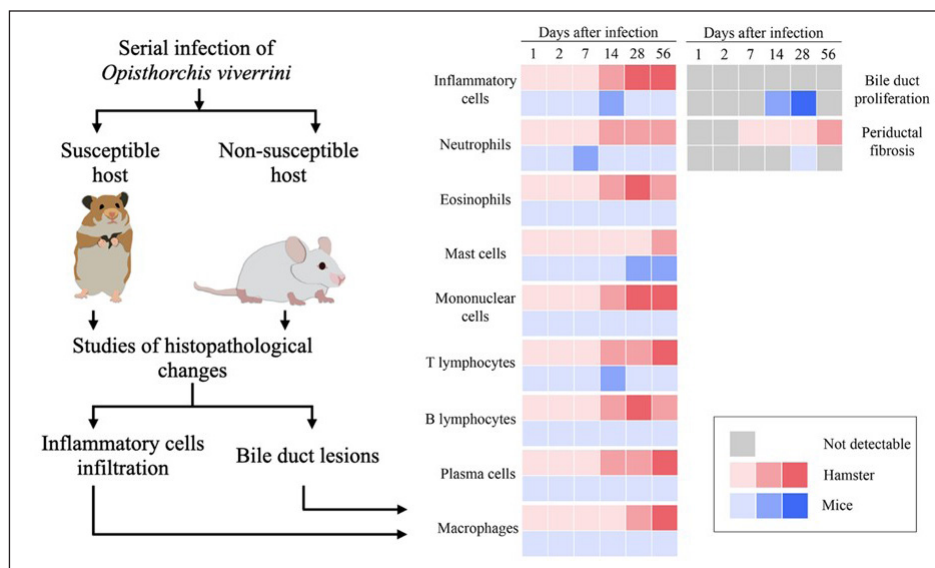 Serial infection of
Opisthorchis viverrini
Susceptible
host
Non-susceptible
host
Studies of histopathological
changes
Inflammatory cells
infiltration
Bile duct lesions
Days after infection
1 2 7 14 28 56
Inflammatory
cells
Neutrophils
Eosinophils
Mast cells
Mononuclear
cells
T lymphocytes
B lymphocytes
Plasma cells
Macrophages
Days after infection
1 2 7 14 28 56
Bile duct
proliferation
Periductal
fibrosis
Not detectable
Hamster
Mice